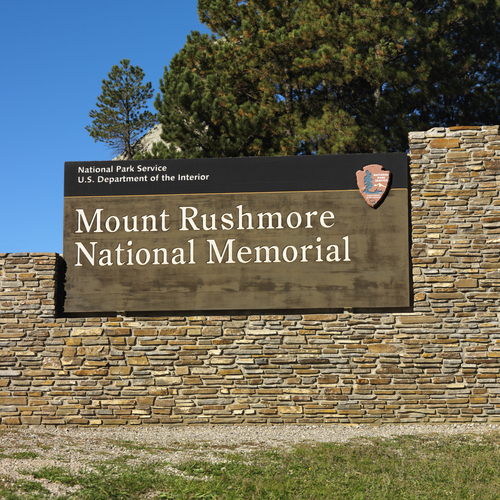 National Park Service
U.S. Department of the Interior
Mount Rushmore
National Memorial